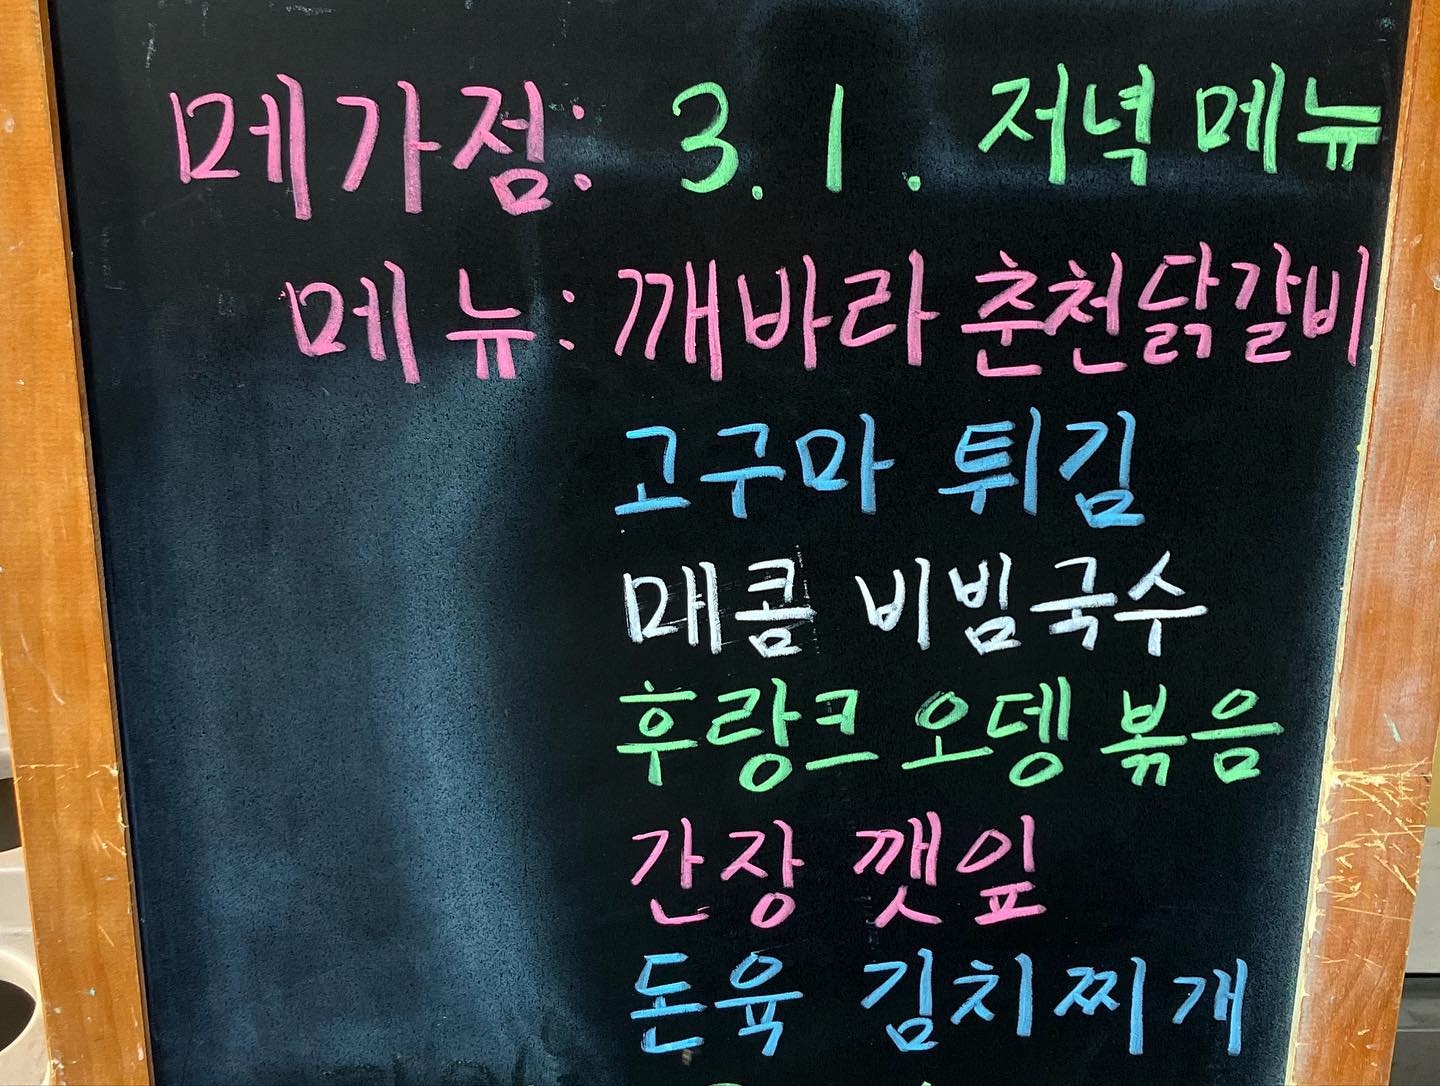 메가점: 3. 1. 저녁 메뉴
메뉴: 깨바라 춘천닭갈비
고구마 튀김
매콤 비빔국수
후랑크 오뎅 볶음
간장 깻잎
돈육 김치찌개